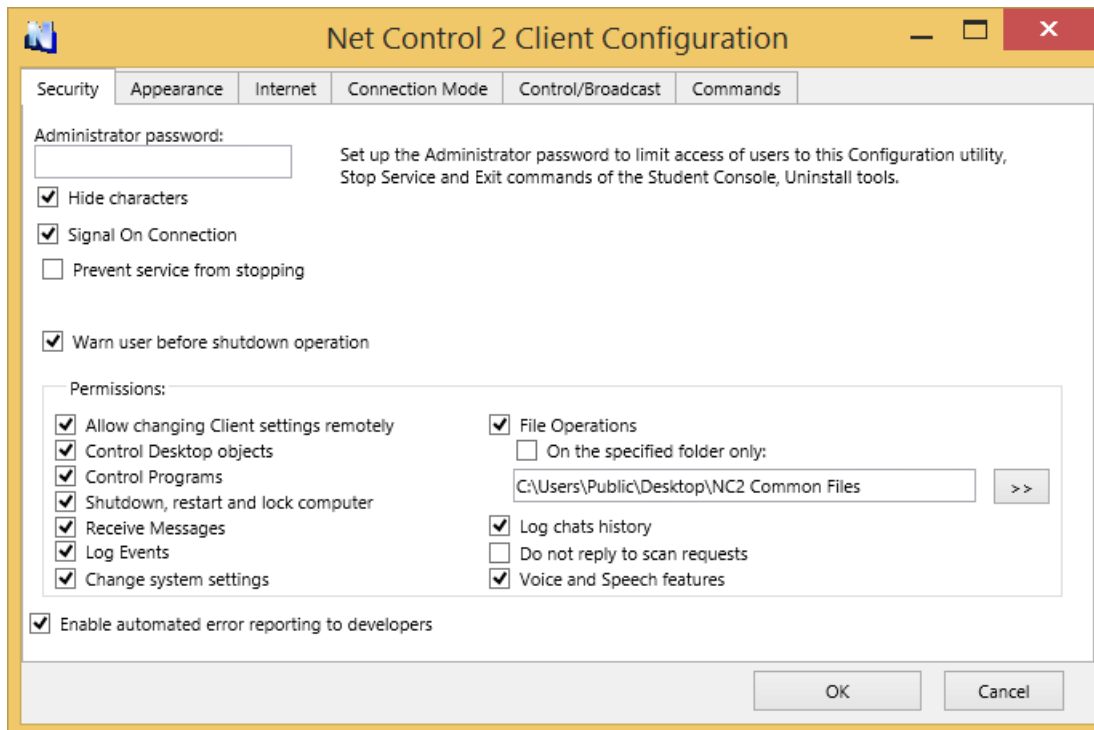 Net Control 2 Client Configuration
Security Appearance Internet Connection Mode Control/Broadcast Commands
Administrator password:
Set up the Administrator password to limit access of users to this Configuration utility,
Stop Service and Exit commands of the Student Console, Uninstall tools.
Hide characters
Signal On Connection
Prevent service from stopping
Warn user before shutdown operation
Permissions:
Allow changing Client settings remotely
Control Desktop objects
Control Programs
Shutdown, restart and lock computer
Receive Messages
Log Events
Change system settings
File Operations
On the specified folder only:
C:\Users\Public\Desktop\NC2 Common Files >>
Log chats history
Do not reply to scan requests
Voice and Speech features
Enable automated error reporting to developers
OK Cancel